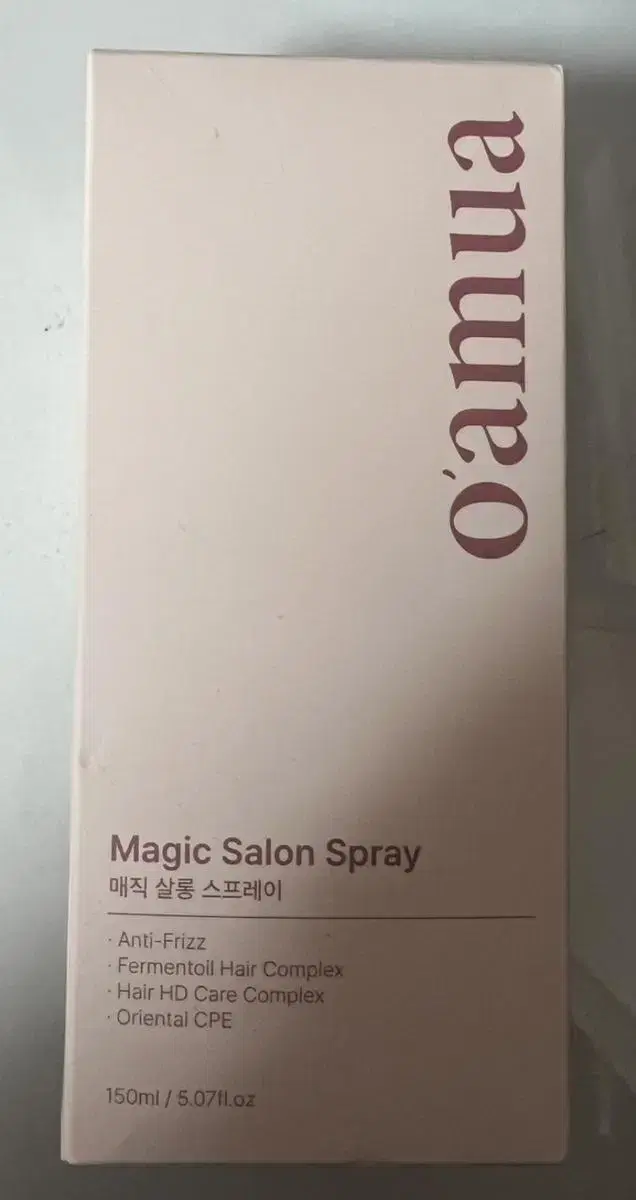 o'amua
Magic Salon Spray
매직 살롱 스프레이
· Anti-Frizz
· Fermentoil Hair Complex
· Hair HD Care Complex
· Oriental CPE
150ml / 5.07fl.oz